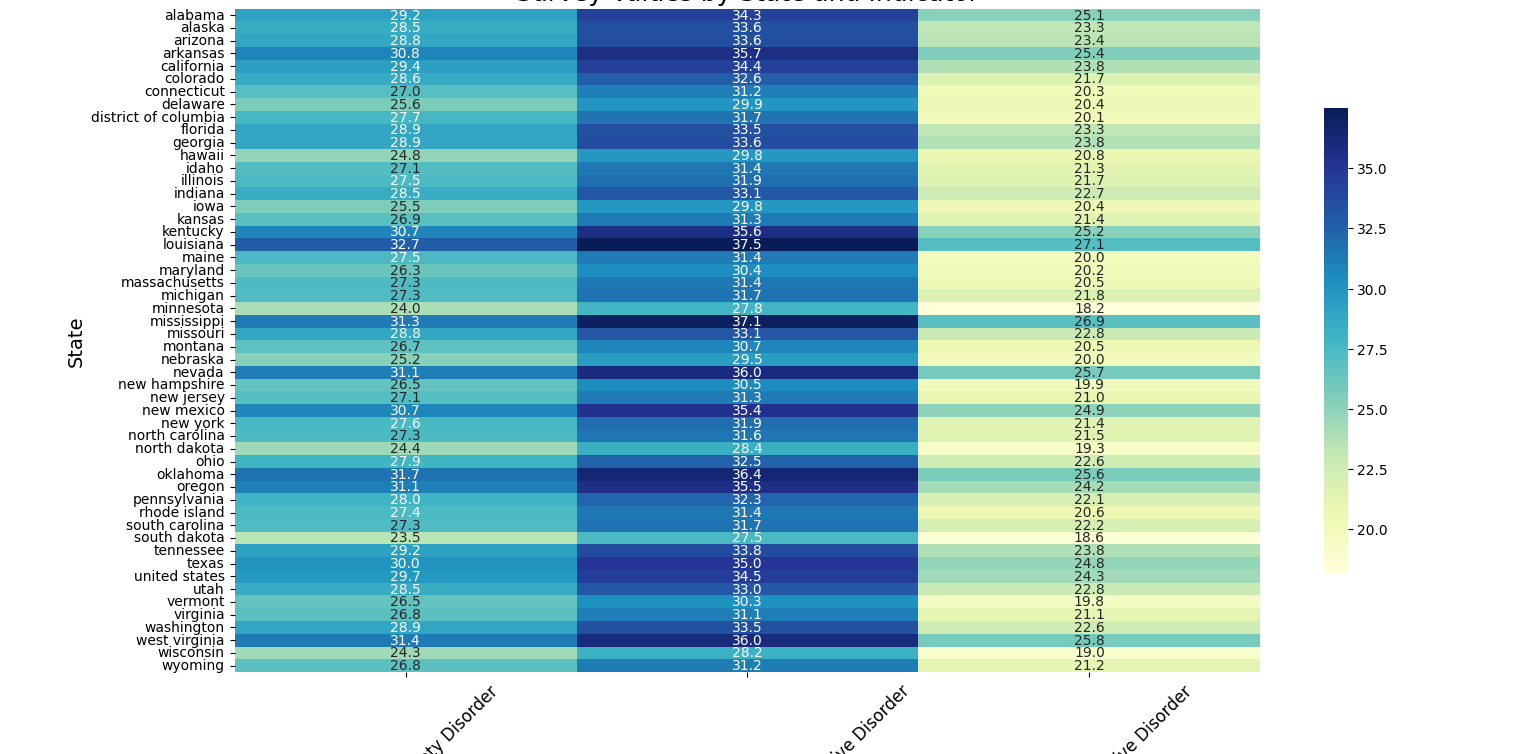 Survey Values by State and Indicator
alabama 29.2 34.3 25.1
alaska 28.5 33.6 23.3
arizona 28.8 33.6 23.4
arkansas 30.8 35.7 25.4
california 29.4 34.4 23.8
colorado 28.6 32.6 21.7
connecticut 27.0 31.2 20.3
delaware 25.6 29.9 20.4
district of columbia 27.7 31.7 20.1
florida 28.9 33.5 23.3
georgia 28.9 33.6 23.8
hawaii 24.8 29.8 20.8
idaho 27.1 31.4 21.3
illinois 27.5 31.9 21.7
indiana 28.5 33.1 22.7
iowa 25.5 29.8 20.4
kansas 26.9 31.3 21.4
kentucky 30.7 35.6 25.2
louisiana 32.7 37.5 27.1
maine 27.5 31.4 20.0
maryland 26.3 30.4 20.2
massachusetts 27.3 31.4 20.5
michigan 27.3 31.7 21.8
minnesota 24.0 27.8 18.2
mississippi 31.3 37.1 26.9
missouri 28.8 33.1 22.8
montana 26.7 30.7 20.5
nebraska 25.2 29.5 20.0
nevada 31.1 36.0 25.7
new hampshire 26.5 30.5 19.9
new jersey 27.1 31.3 21.0
new mexico 30.7 35.4 24.9
new york 27.6 31.9 21.4
north carolina 27.3 31.6 21.5
north dakota 24.4 28.4 19.3
ohio 27.9 32.5 22.6
oklahoma 31.7 36.4 25.6
oregon 31.1 35.5 24.2
pennsylvania 28.0 32.3 22.1
rhode island 27.4 31.4 20.6
south carolina 27.3 31.7 22.2
south dakota 23.5 27.5 18.6
tennessee 29.2 33.8 23.8
texas 30.0 35.0 24.8
united states 29.7 34.5 24.3
utah 28.5 33.0 22.8
vermont 26.5 30.3 19.8
virginia 26.8 31.1 21.1
washington 28.9 33.5 22.6
west virginia 31.4 36.0 25.8
wisconsin 24.3 28.2 19.0
wyoming 26.8 31.2 21.2
State
35.0
32.5
30.0
27.5
25.0
22.5
20.0
Disorder
Disorder
Disorder